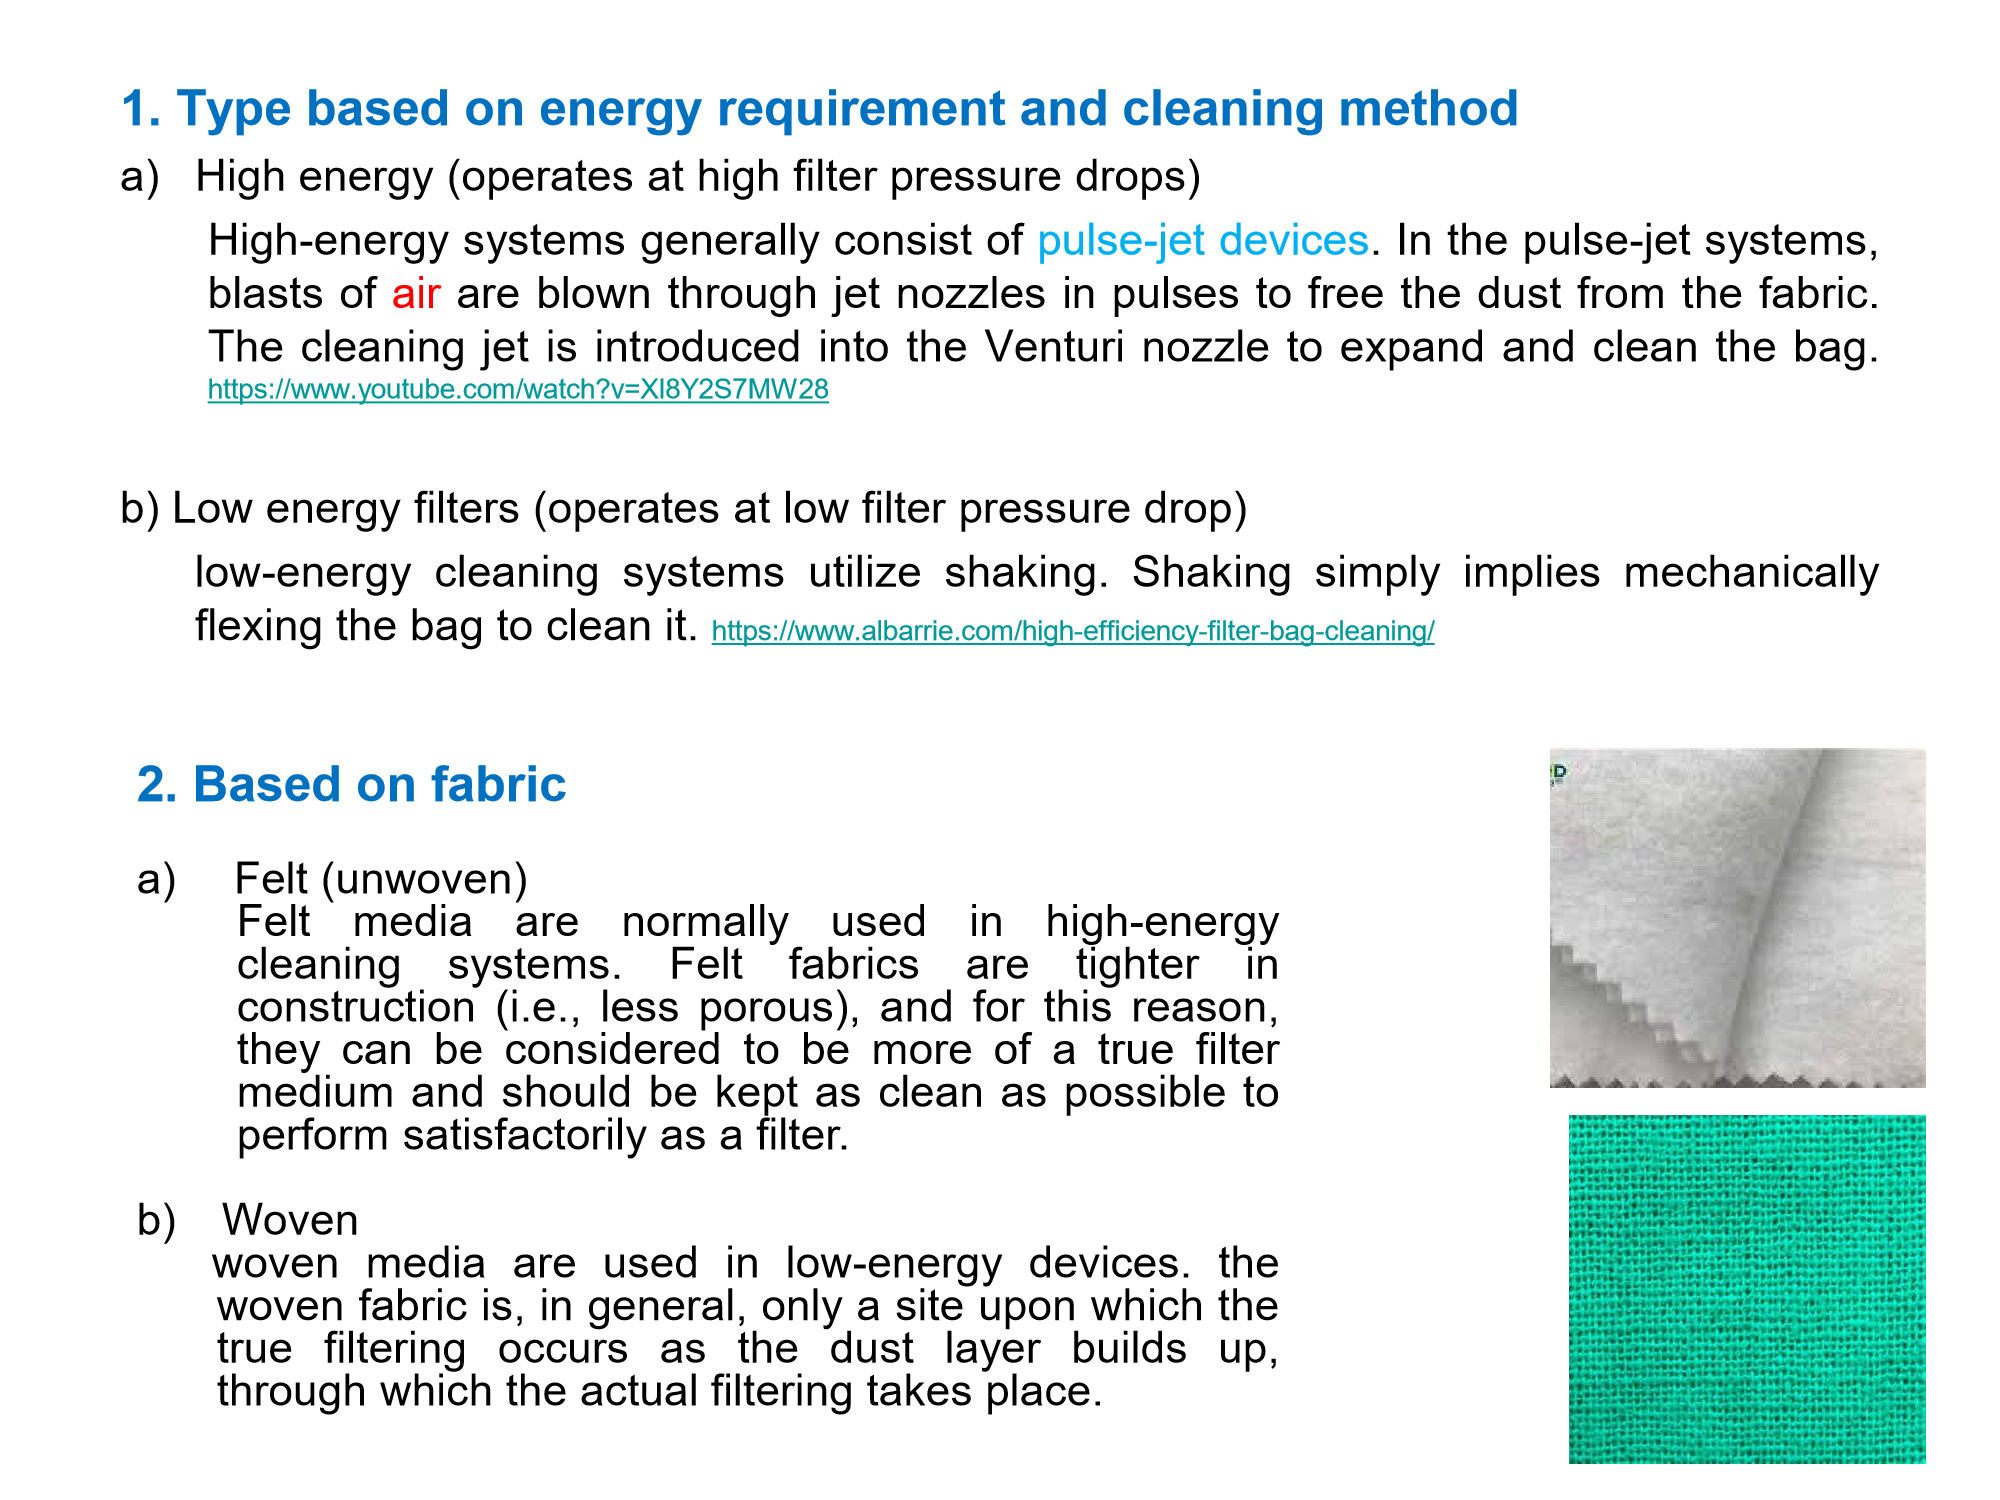 1. Type based on energy requirement and cleaning method
a) High energy (operates at high filter pressure drops)
High-energy systems generally consist of pulse-jet devices. In the pulse-jet systems,
blasts of air are blown through jet nozzles in pulses to free the dust from the fabric.
The cleaning jet is introduced into the Venturi nozzle to expand and clean the bag.
https://www.youtube.com/watch?v=XI8Y2S7MW28
b) Low energy filters (operates at low filter pressure drop)
low-energy cleaning systems utilize shaking. Shaking simply implies mechanically
flexing the bag to clean it. https://www.albarrie.com/high-efficiency-filter-bag-cleaning/
2. Based on fabric
a) Felt (unwoven)
Felt media are normally used in high-energy
cleaning systems. Felt fabrics are tighter in
construction (i.e., less porous), and for this reason,
they can be considered to be more of a true filter
medium and should be kept as clean as possible to
perform satisfactorily as a filter.
b) Woven
woven media are used in low-energy devices. the
woven fabric is, in general, only a site upon which the
true filtering occurs as the dust layer builds up,
through which the actual filtering takes place.